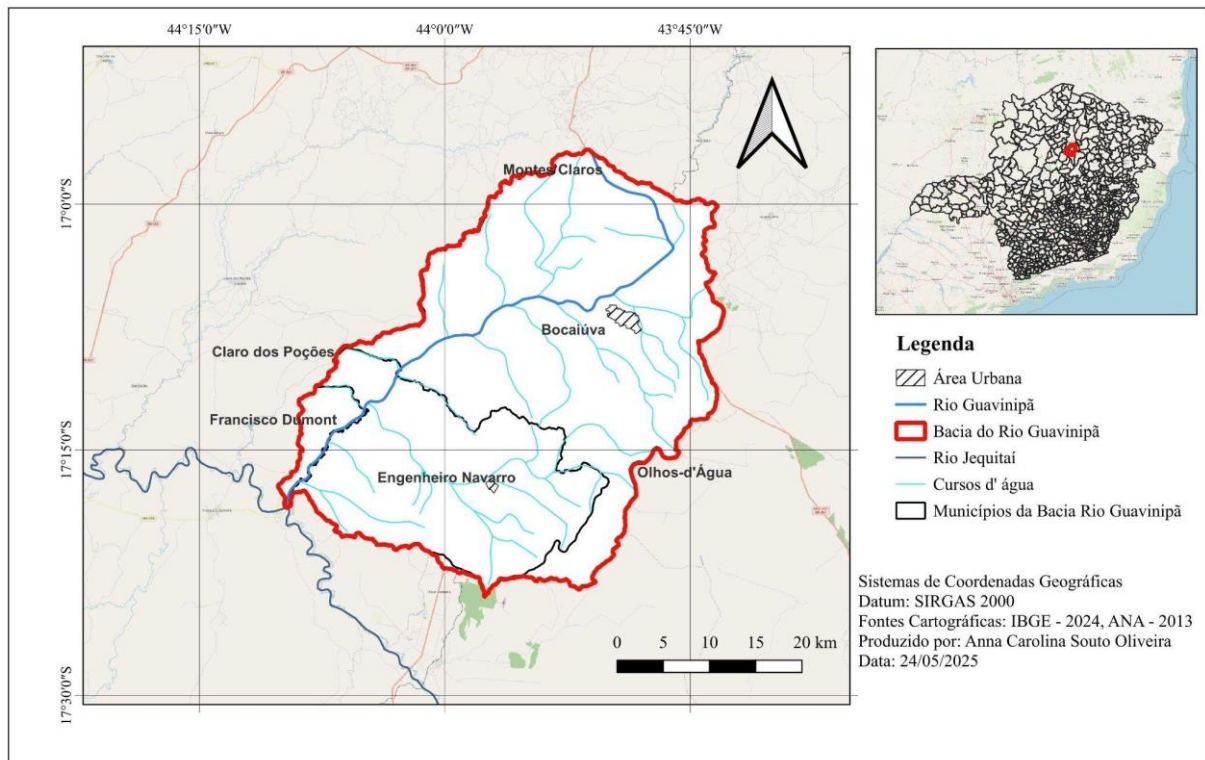 44°15'0"W
44°0'0"W
43°45'0"W
17°0'0"S
17°15'0"S
17°30'0"S
Montes Claros
Bocaiúva
Claro dos Poções
Francisco Dumont
Engenheiro Navarro
Olhos-d'Água
0 5 10 15 20 km
Legenda
Área Urbana
Rio Guavinipã
Bacia do Rio Guavinipã
Rio Jequitaí
Cursos d' água
Municípios da Bacia Rio Guavinipã
Sistemas de Coordenadas Geográficas
Datum: SIRGAS 2000
Fontes Cartográficas: IBGE - 2024, ANA - 2013
Produzido por: Anna Carolina Souto Oliveira
Data: 24/05/2025